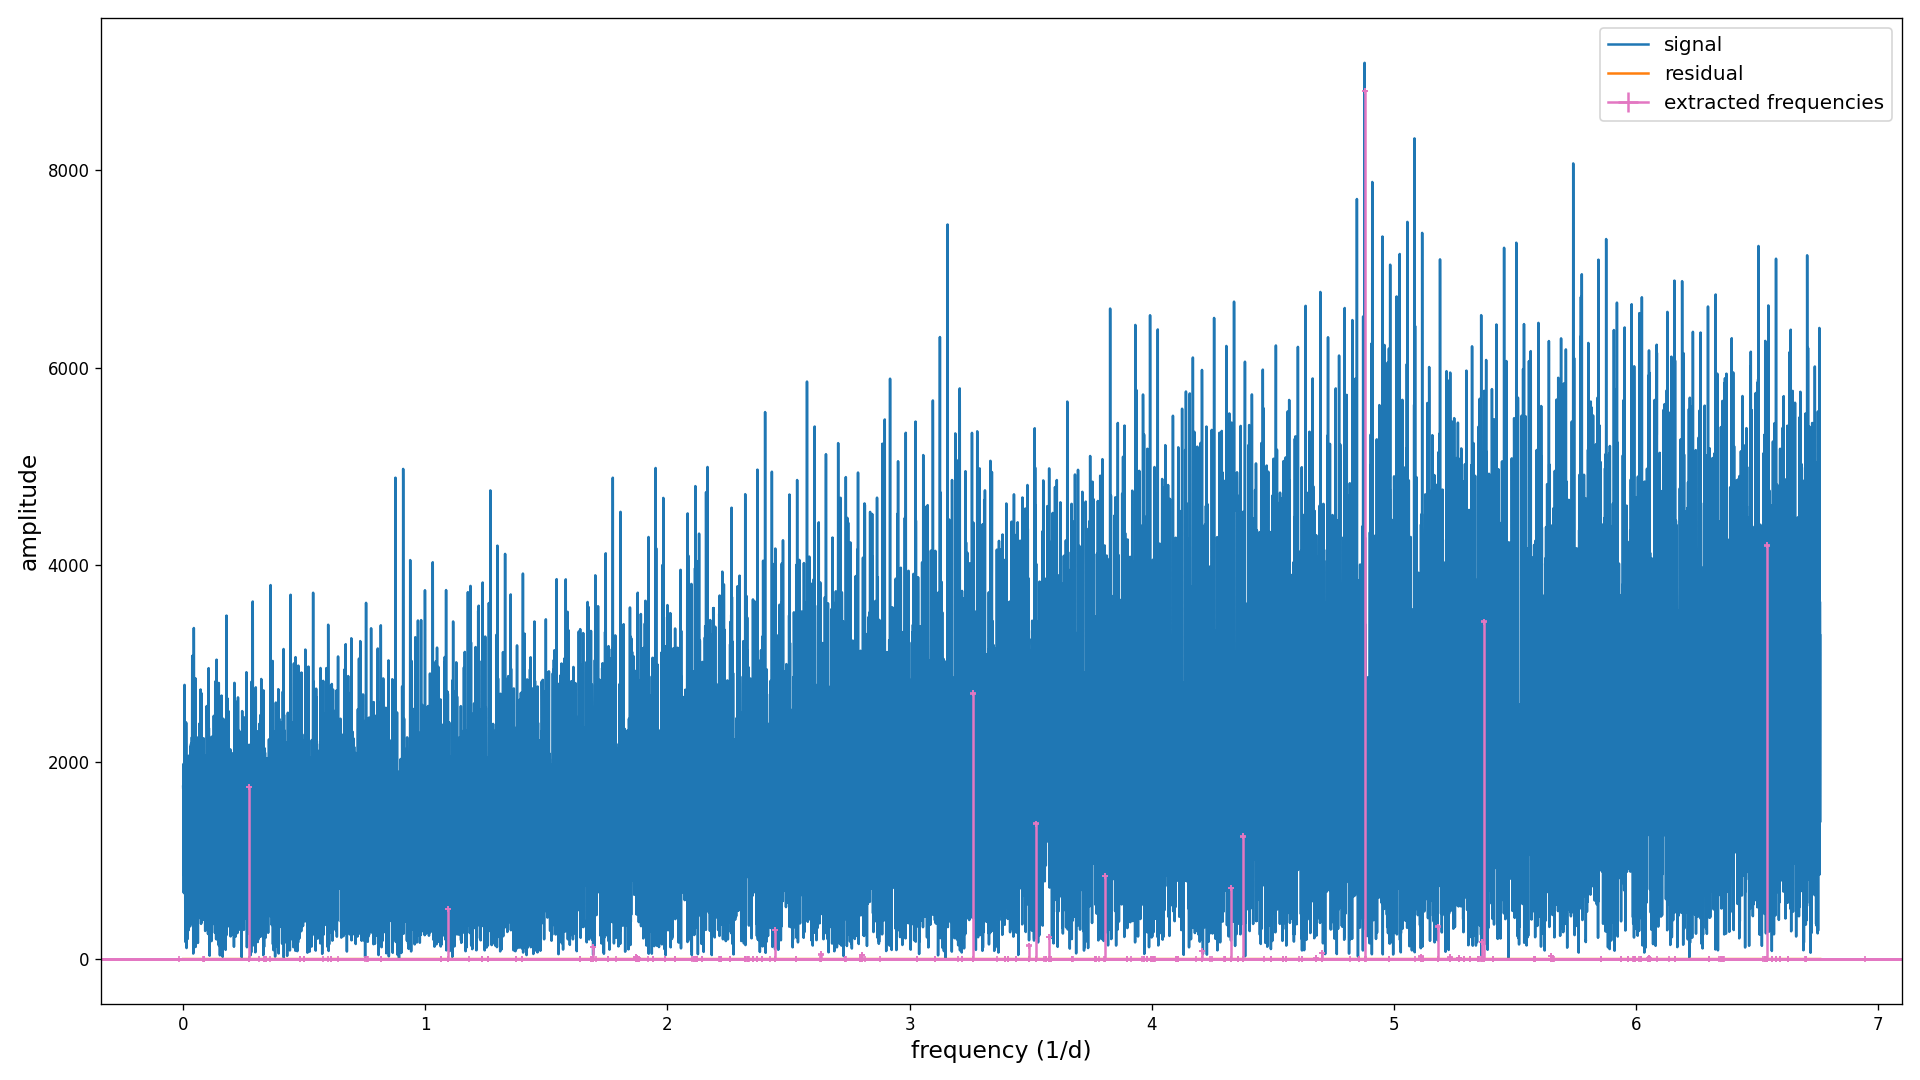 signal
residual
extracted frequencies
amplitude
8000
6000
4000
2000
0
0 1 2 3 4 5 6 7
frequency (1/d)